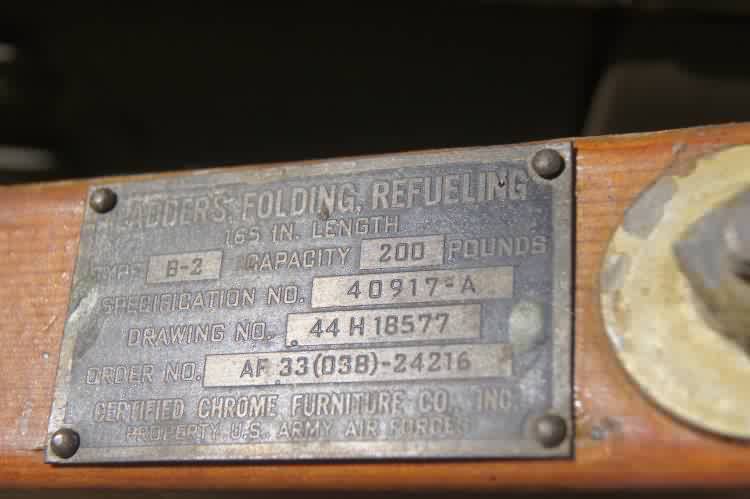 LADDERS, FOLDING, REFUELING
165 IN. LENGTH
TYPE B-2 CAPACITY 200 POUNDS
SPECIFICATION NO. 40917-A
DRAWING NO. 44H18577
ORDER NO. AF 33(038)-24216
CERTIFIED CHROME FURNITURE CO., INC.
PROPERTY U.S. ARMY AIR FORCES